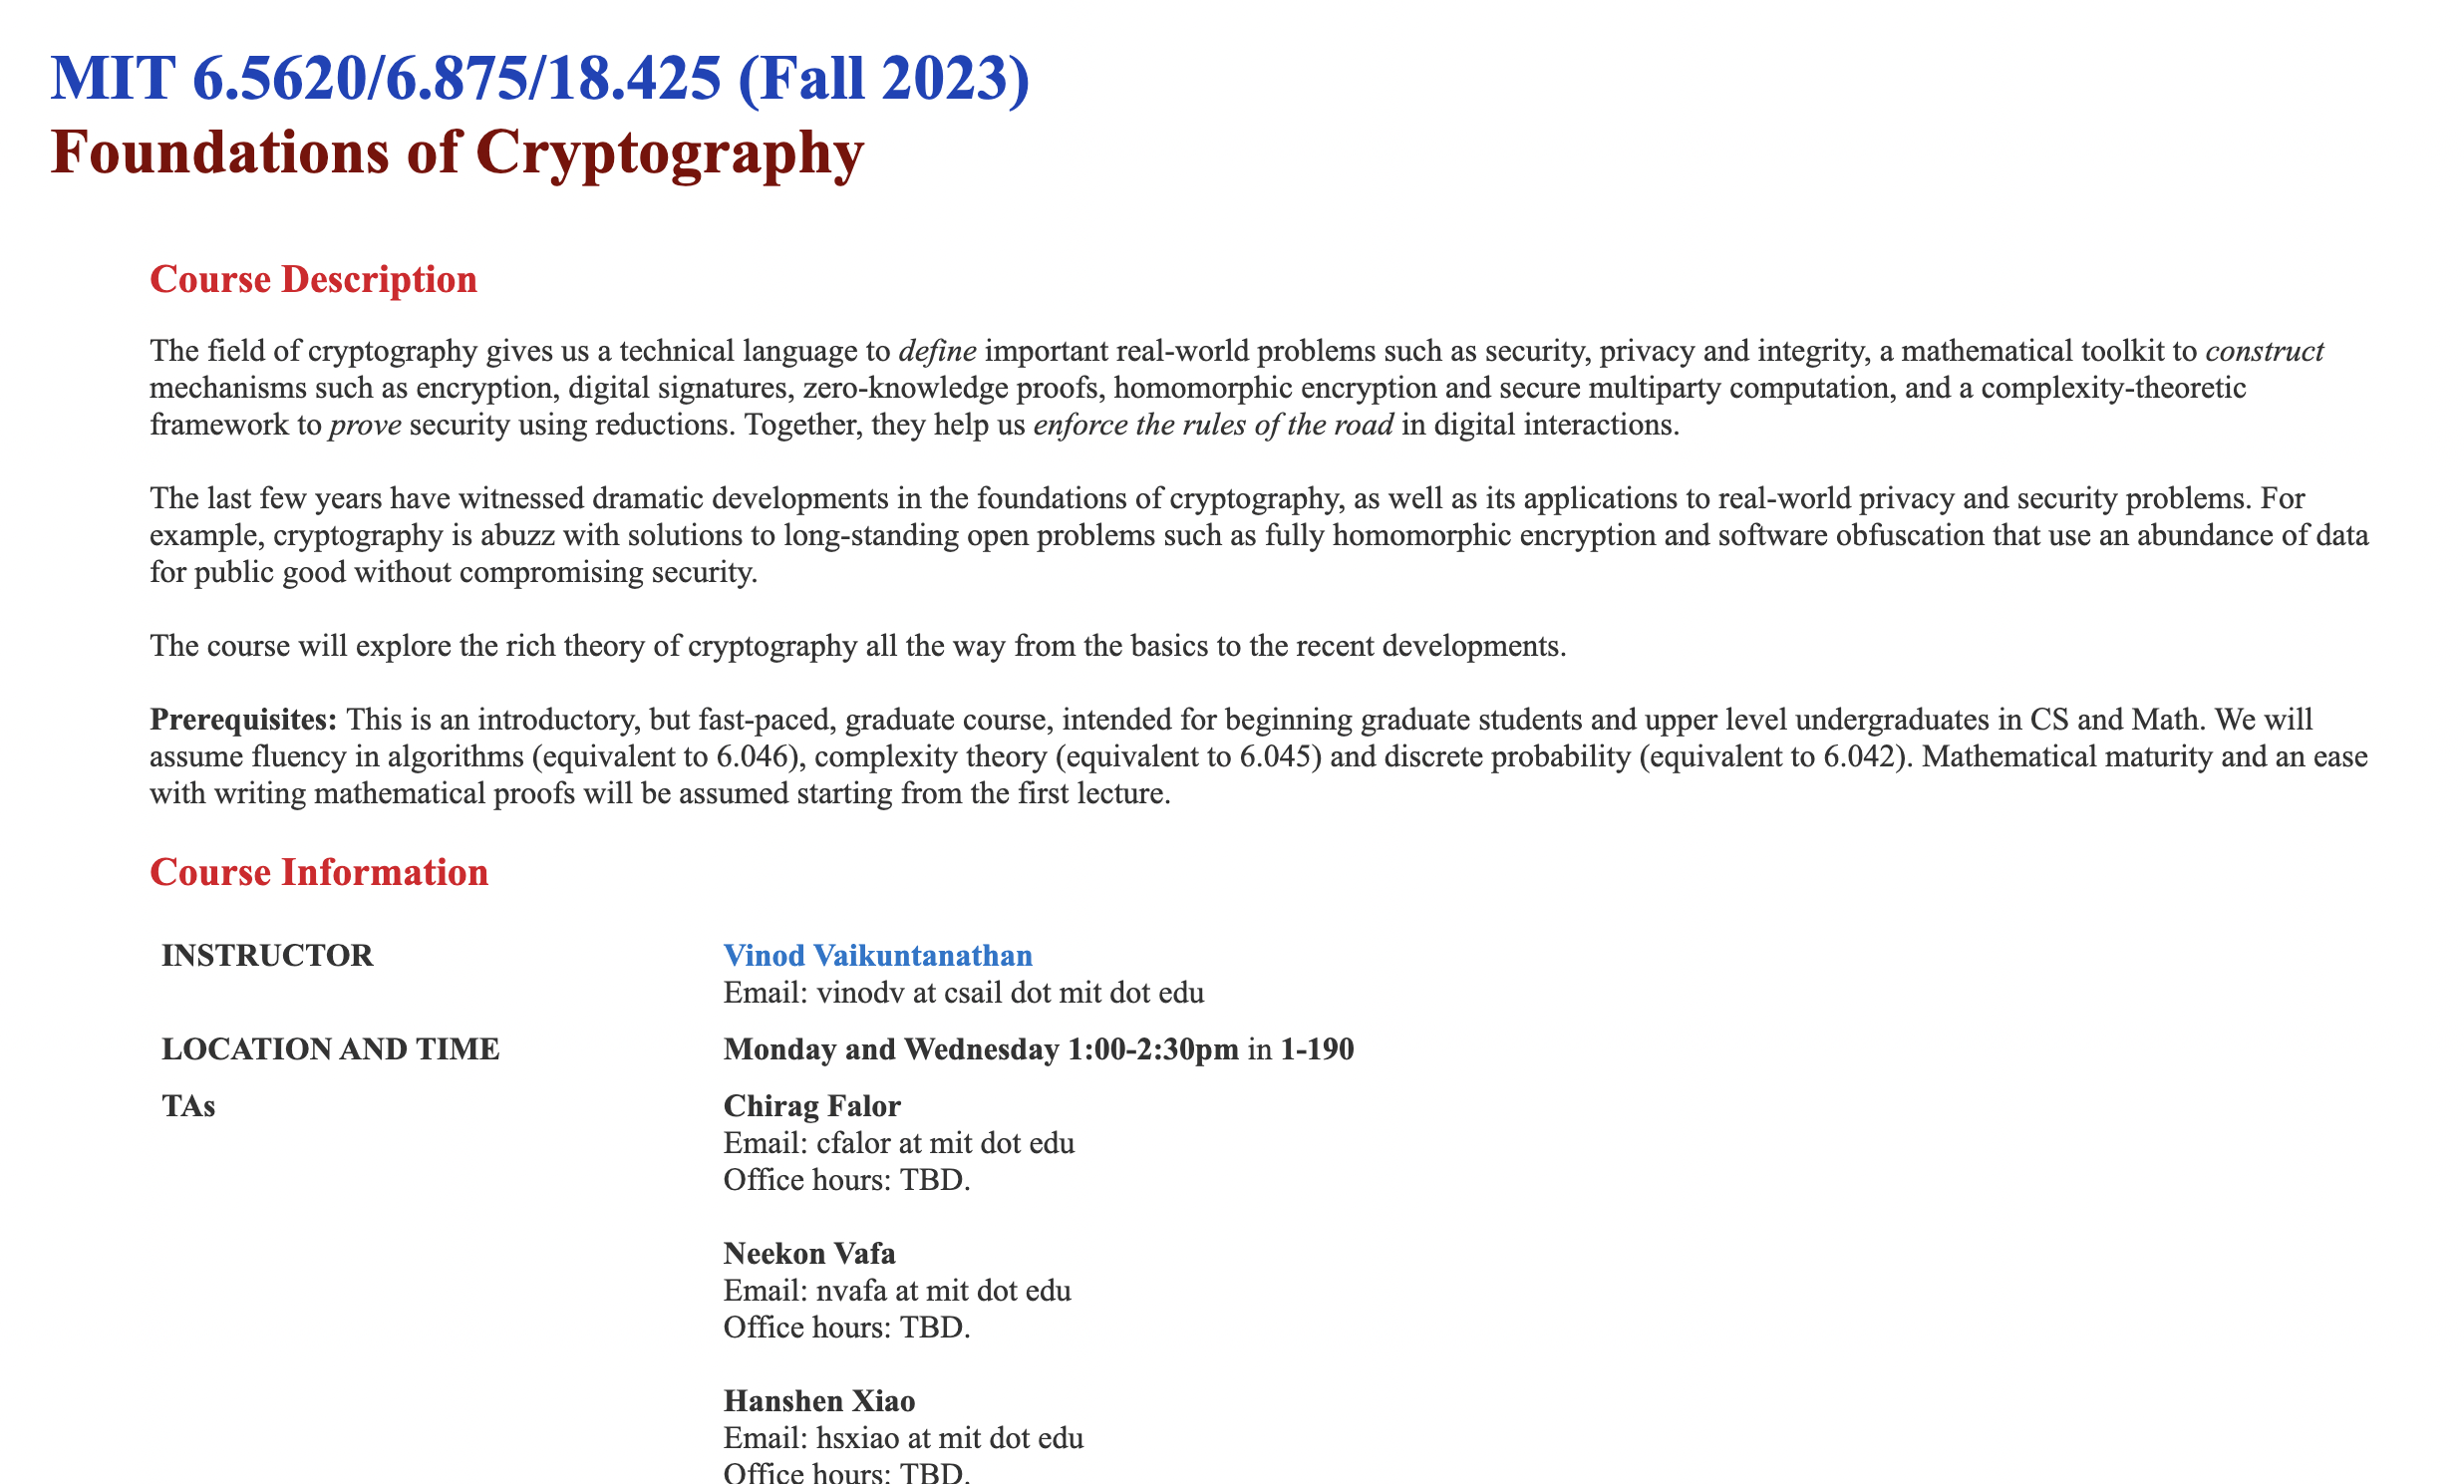 MIT 6.5620/6.875/18.425 (Fall 2023)
Foundations of Cryptography
Course Description
The field of cryptography gives us a technical language to define important real-world problems such as security, privacy and integrity, a mathematical toolkit to construct
mechanisms such as encryption, digital signatures, zero-knowledge proofs, homomorphic encryption and secure multiparty computation, and a complexity-theoretic
framework to prove security using reductions. Together, they help us enforce the rules of the road in digital interactions.
The last few years have witnessed dramatic developments in the foundations of cryptography, as well as its applications to real-world privacy and security problems. For
example, cryptography is abuzz with solutions to long-standing open problems such as fully homomorphic encryption and software obfuscation that use an abundance of data
for public good without compromising security.
The course will explore the rich theory of cryptography all the way from the basics to the recent developments.
Prerequisites: This is an introductory, but fast-paced, graduate course, intended for beginning graduate students and upper level undergraduates in CS and Math. We will
assume fluency in algorithms (equivalent to 6.046), complexity theory (equivalent to 6.045) and discrete probability (equivalent to 6.042). Mathematical maturity and an ease
with writing mathematical proofs will be assumed starting from the first lecture.
Course Information
INSTRUCTOR Vinod Vaikuntanathan
Email: vinodv at csail dot mit dot edu
LOCATION AND TIME Monday and Wednesday 1:00-2:30pm in 1-190
TAs Chirag Falor
Email: cfalor at mit dot edu
Office hours: TBD.
Neekon Vafa
Email: nvafa at mit dot edu
Office hours: TBD.
Hanshen Xiao
Email: hsxiao at mit dot edu
Office hours: TBD.